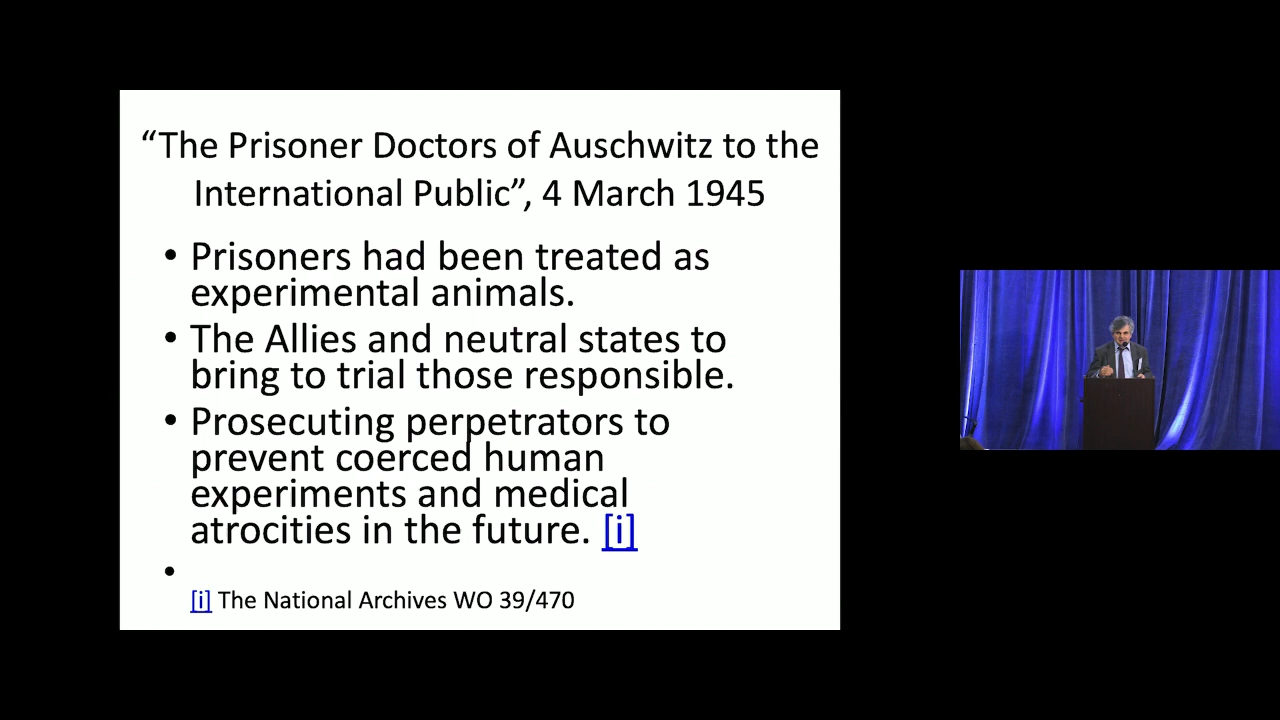 “The Prisoner Doctors of Auschwitz to the
International Public”, 4 March 1945
• Prisoners had been treated as
experimental animals.
• The Allies and neutral states to
bring to trial those responsible.
• Prosecuting perpetrators to
prevent coerced human
experiments and medical
atrocities in the future. [i]
•
[i] The National Archives WO 39/470